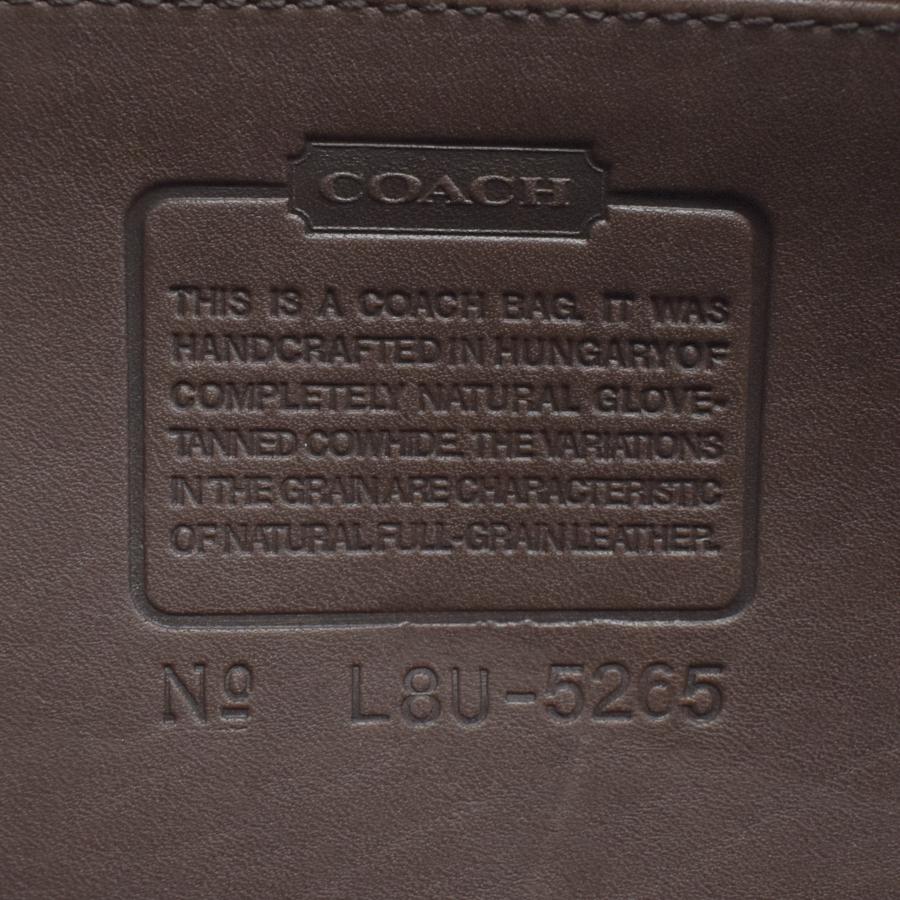 COACH
THIS IS A COACH BAG. IT WAS
HANDCRAFTED IN HUNGARY OF
COMPLETELY NATURAL GLOVE-
TANNED COWHIDE. THE VARIATIONS
IN THE GRAIN ARE CHARACTERISTIC
OF NATURAL FULL-GRAIN LEATHER.
Nº L8U-5265